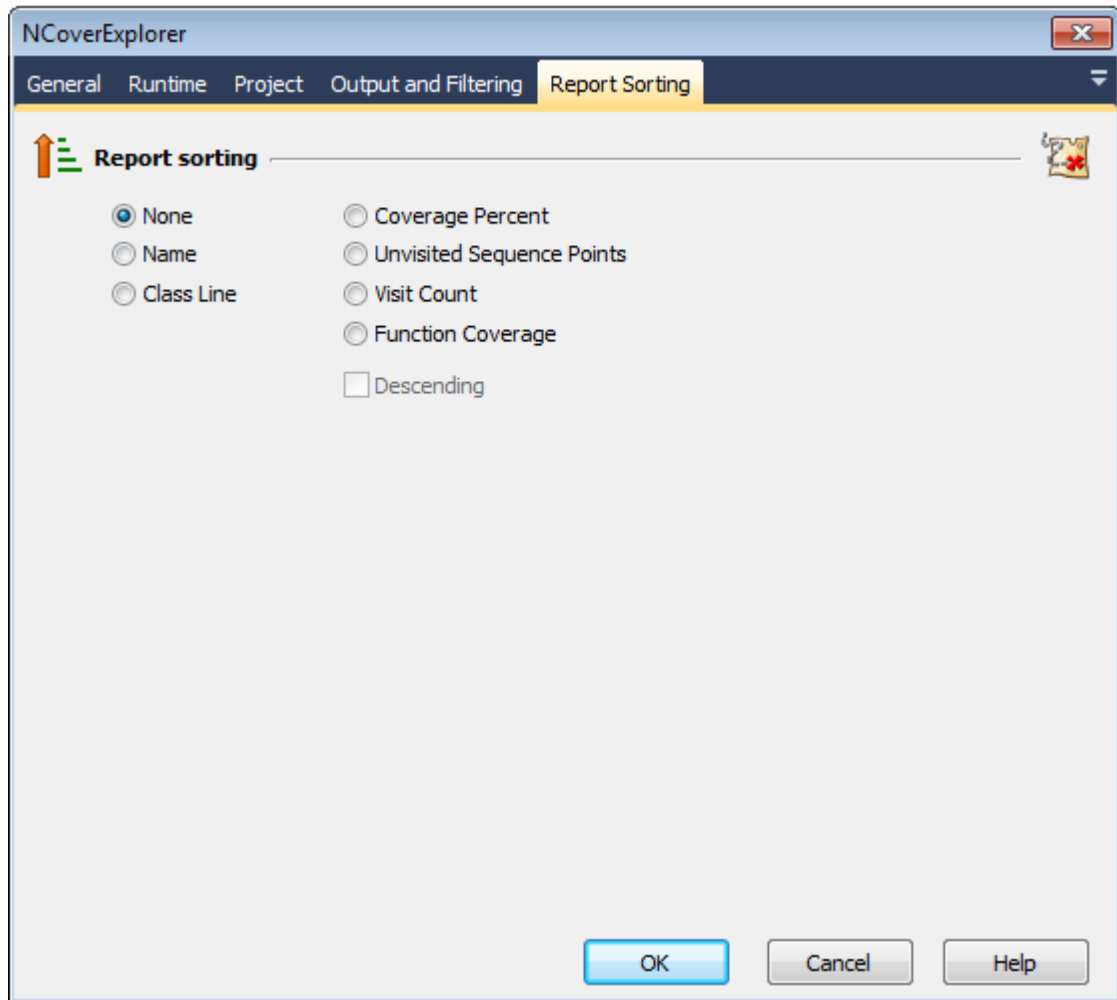 NCoverExplorer
General Runtime Project Output and Filtering Report Sorting
Report sorting
None Coverage Percent
Name Unvisited Sequence Points
Class Line Visit Count
Function Coverage
Descending
OK Cancel Help